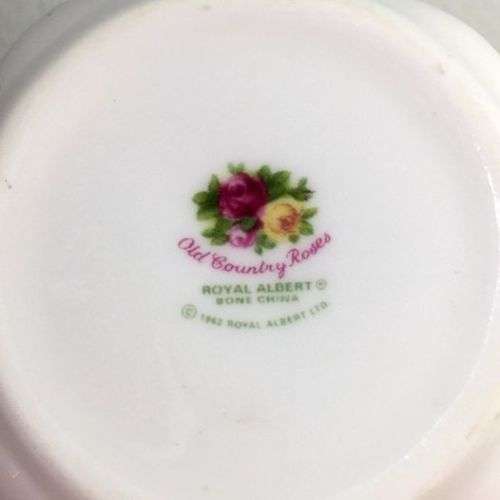 Old Country Roses
ROYAL ALBERT ®
BONE CHINA
© 1962 ROYAL ALBERT LTD.